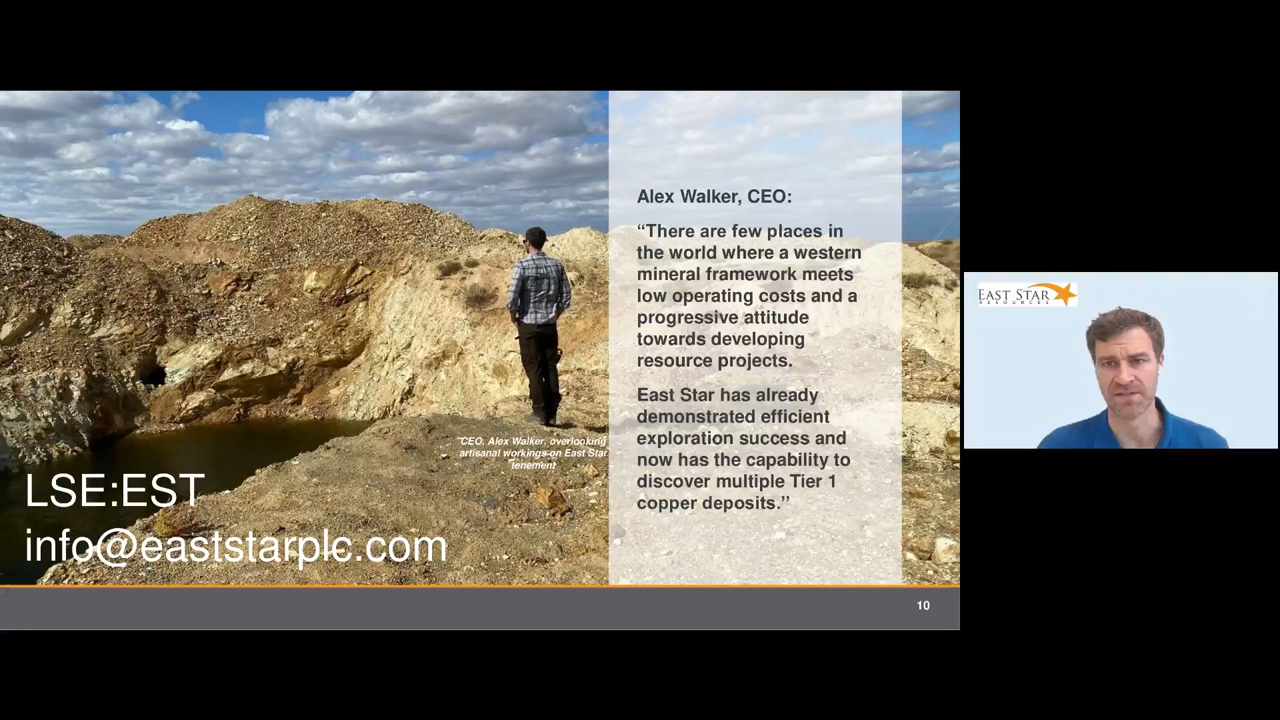 Alex Walker, CEO:
“There are few places in
the world where a western
mineral framework meets
low operating costs and a
progressive attitude
towards developing
resource projects.
East Star has already
demonstrated efficient
exploration success and
now has the capability to
discover multiple Tier 1
copper deposits.”
"CEO, Alex Walker, overlooking
artisanal workings on East Star
tenement
LSE:EST
info@eaststarplc.com
10
EAST STAR
RESOURCES